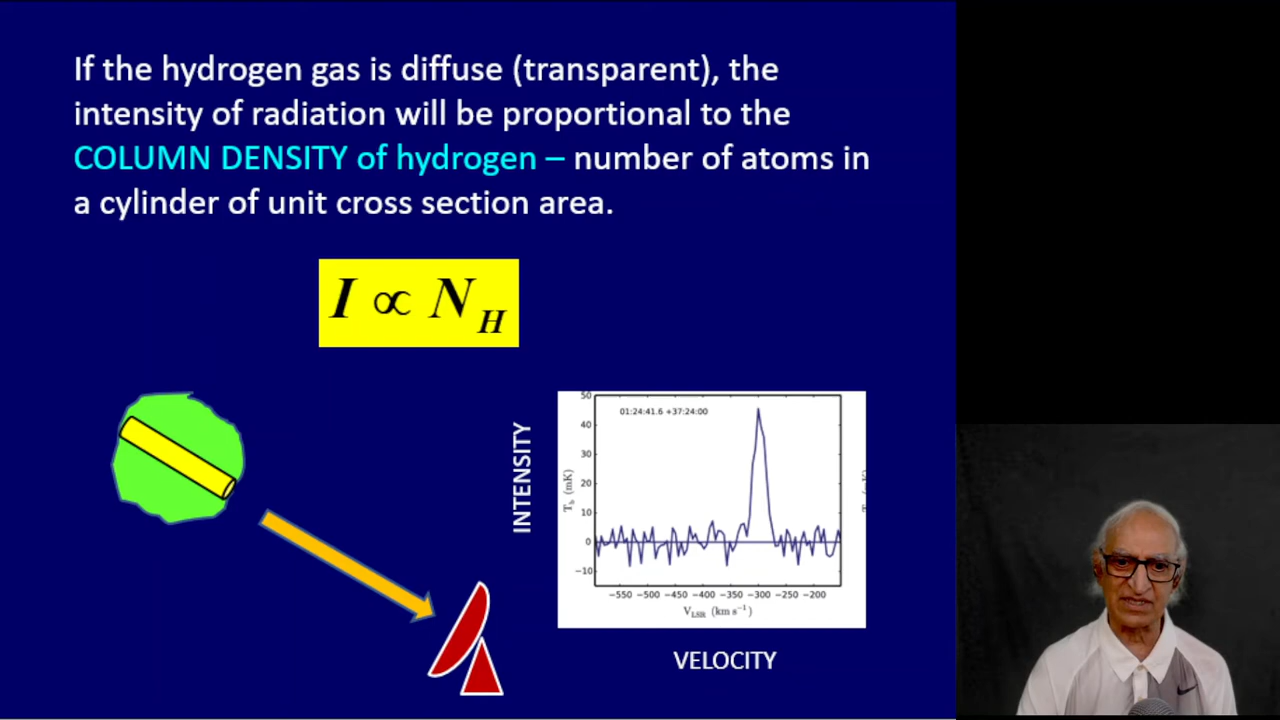 If the hydrogen gas is diffuse (transparent), the
intensity of radiation will be proportional to the
COLUMN DENSITY of hydrogen – number of atoms in
a cylinder of unit cross section area.
I ∝ N_H
INTENSITY
T_b (mK)
01:24:41.6 +37:24:00
50
40
30
20
10
0
−10
−550 −500 −450 −400 −350 −300 −250 −200
V_LSR (km s⁻¹)
VELOCITY